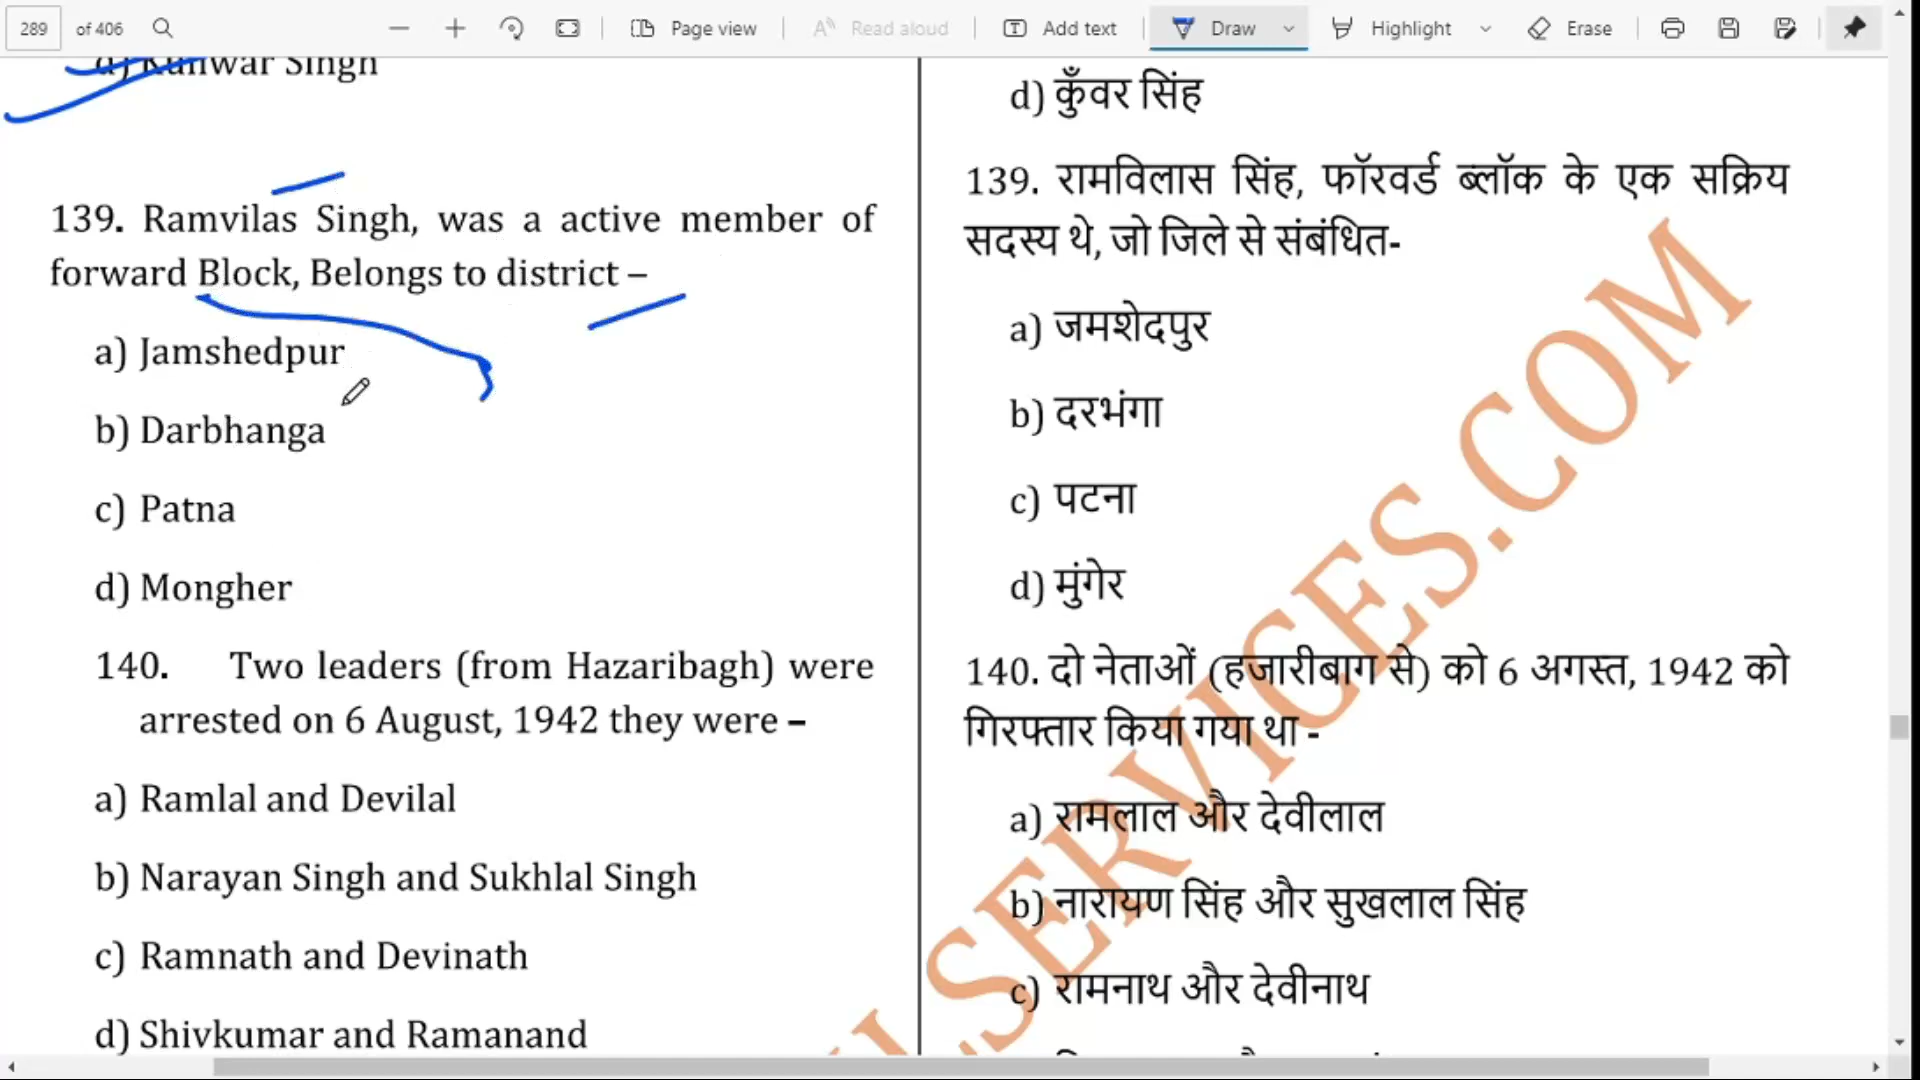 289 of 406 Page view Read aloud Add text Draw Highlight Erase
d) Kunwar Singh
139. Ramvilas Singh, was a active member of
forward Block, Belongs to district –
a) Jamshedpur
b) Darbhanga
c) Patna
d) Mongher
140. Two leaders (from Hazaribagh) were
arrested on 6 August, 1942 they were –
a) Ramlal and Devilal
b) Narayan Singh and Sukhlal Singh
c) Ramnath and Devinath
d) Shivkumar and Ramanand
d) कुँवर सिंह
139. रामविलास सिंह, फॉरवर्ड ब्लॉक के एक सक्रिय
सदस्य थे, जो जिले से संबंधित-
a) जमशेदपुर
b) दरभंगा
c) पटना
d) मुंगेर
140. दो नेताओं (हजारीबाग से) को 6 अगस्त, 1942 को
गिरफ्तार किया गया था -
a) रामलाल और देवीलाल
b) नारायण सिंह और सुखलाल सिंह
c) रामनाथ और देवीनाथ
LSERVICES.COM